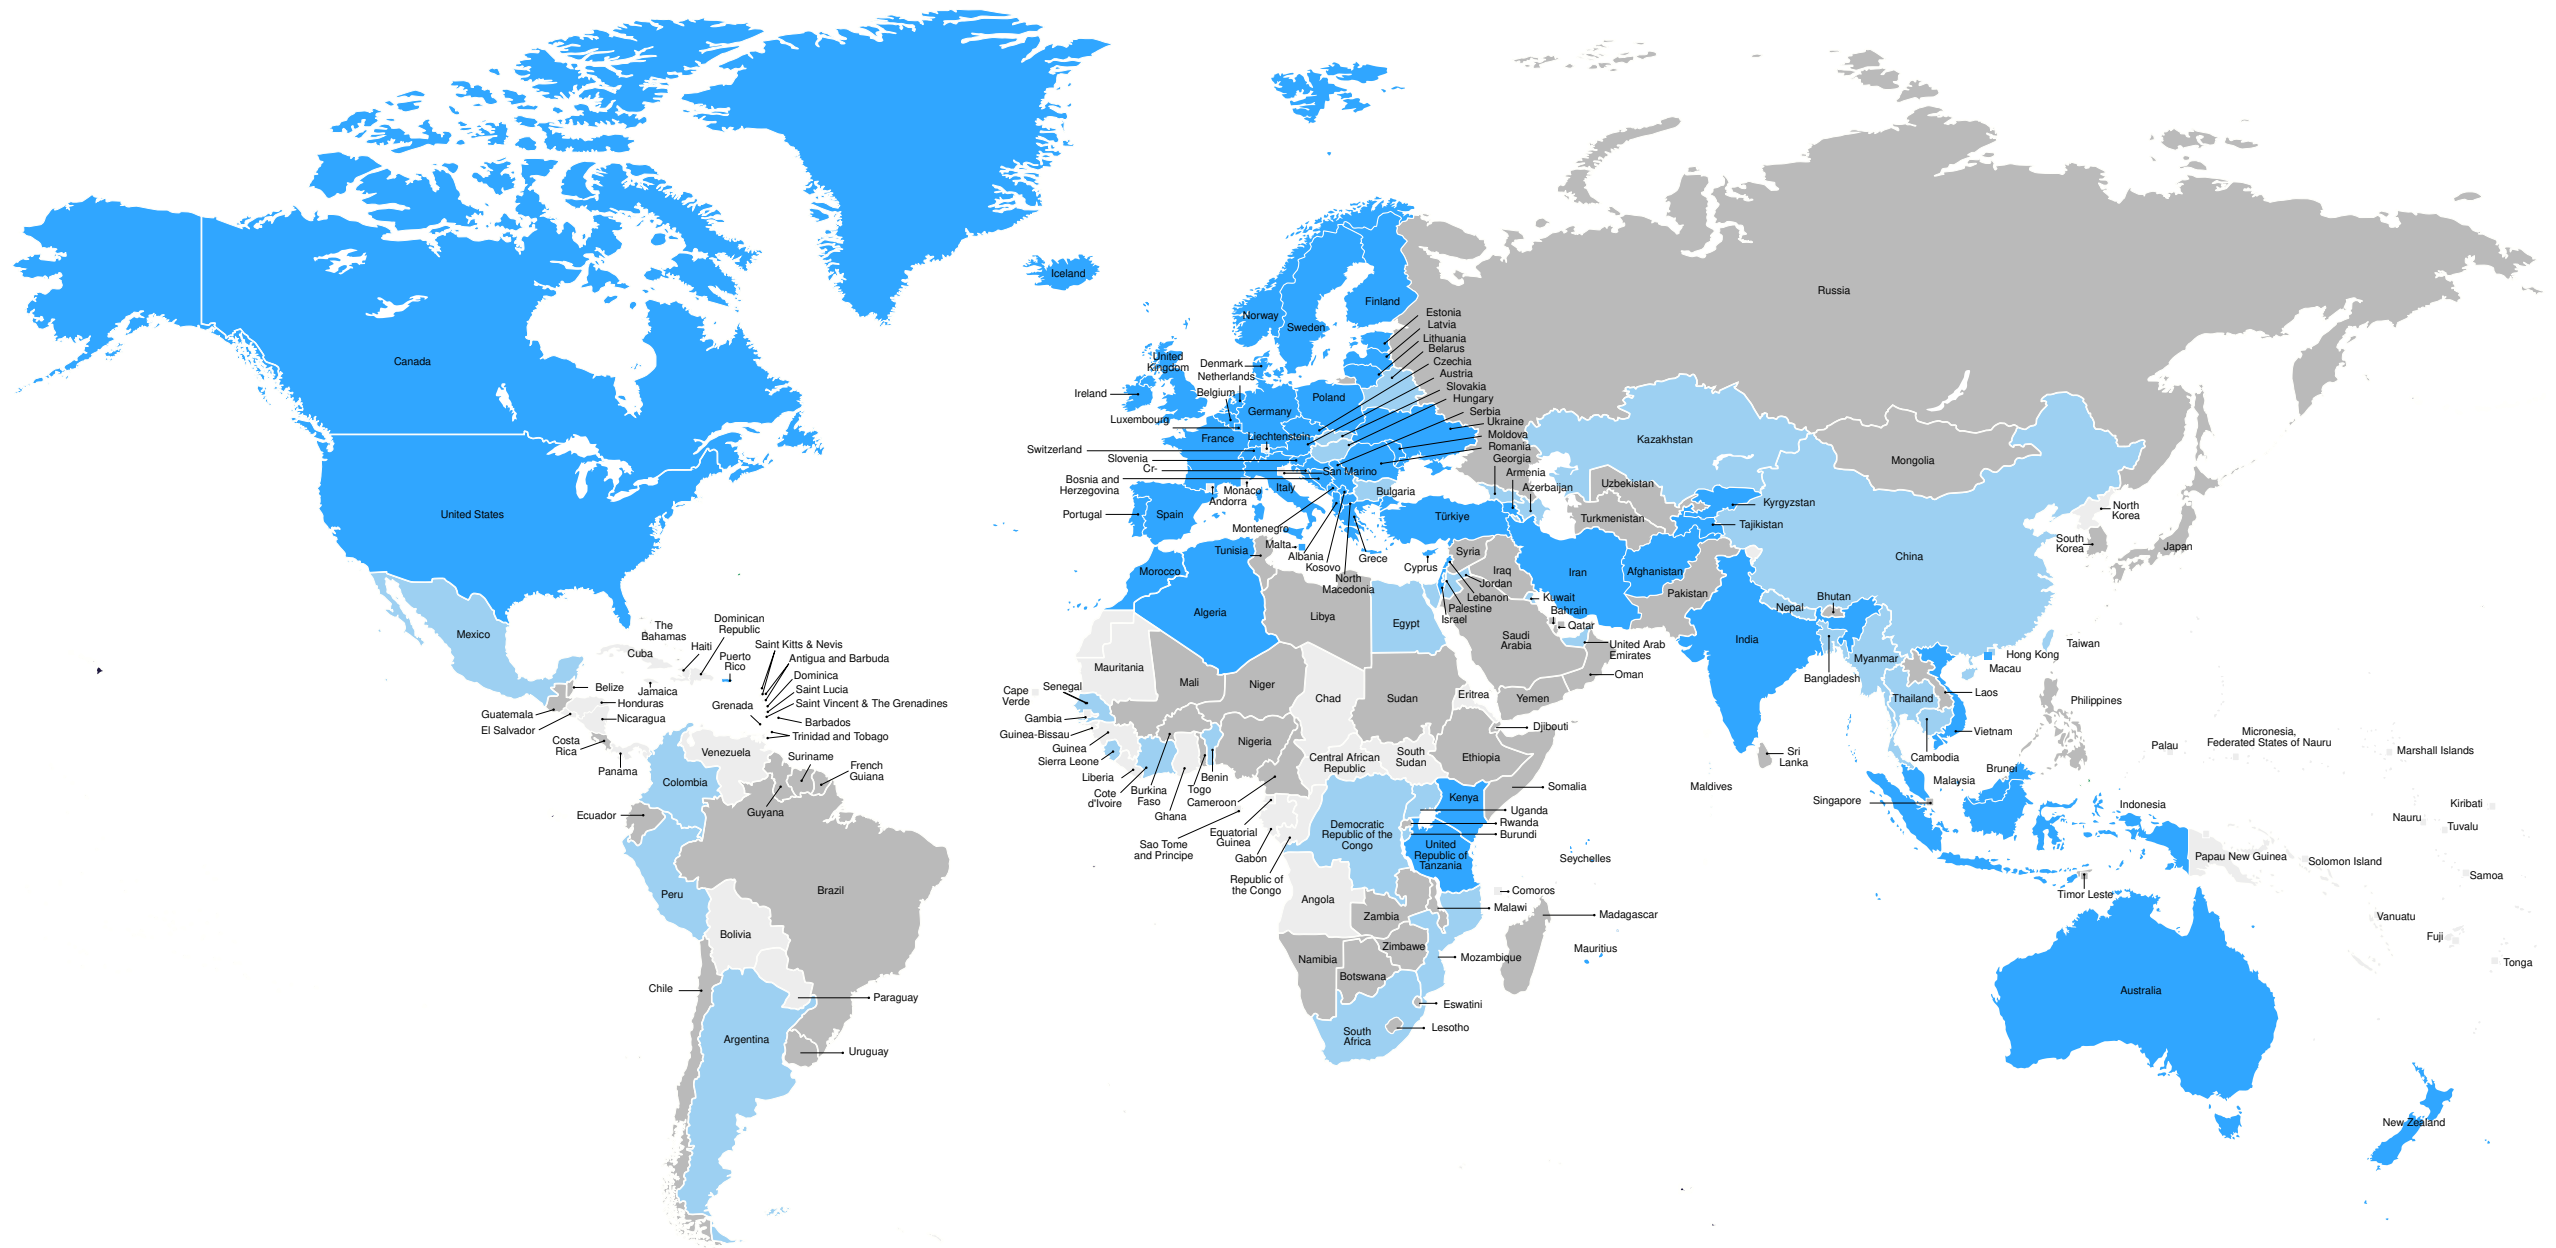 Canada
United States
Mexico
Iceland
Norway
Sweden
Finland
United
Kingdom
Ireland
Denmark
Netherlands
Belgium
Luxembourg
Germany
Poland
France
Liechtenstein
Switzerland
Slovenia
Cr-
Bosnia and
Herzegovina
San Marino
Monaco
Andorra
Italy
Portugal
Spain
Montenegro
Malta
Albania
Kosovo
North
Macedonia
Greece
Bulgaria
Estonia
Latvia
Lithuania
Belarus
Czechia
Austria
Slovakia
Hungary
Serbia
Ukraine
Moldova
Romania
Georgia
Armenia
Azerbaijan
Türkiye
Cyprus
Russia
Kazakhstan
Mongolia
Uzbekistan
Turkmenistan
Kyrgyzstan
Tajikistan
China
North
Korea
South
Korea
Japan
Syria
Iraq
Jordan
Lebanon
Palestine
Israel
Iran
Afghanistan
Pakistan
Kuwait
Bahrain
Qatar
Saudi
Arabia
United Arab
Emirates
Oman
Yemen
India
Nepal
Bhutan
Bangladesh
Myanmar
Taiwan
Hong Kong
Macau
Thailand
Laos
Vietnam
Cambodia
Philippines
Sri
Lanka
Maldives
Malaysia
Brunei
Singapore
Indonesia
Timor Leste
Palau
Micronesia,
Federated States of Nauru
Marshall Islands
Kiribati
Nauru
Tuvalu
Papua New Guinea
Solomon Island
Samoa
Vanuatu
Fuji
Tonga
Australia
New Zealand
The
Bahamas
Cuba
Haiti
Dominican
Republic
Puerto
Rico
Saint Kitts & Nevis
Antigua and Barbuda
Dominica
Saint Lucia
Saint Vincent & The Grenadines
Grenada
Barbados
Trinidad and Tobago
Jamaica
Belize
Honduras
Nicaragua
Guatemala
El Salvador
Costa
Rica
Panama
Venezuela
Colombia
Suriname
French
Guiana
Guyana
Ecuador
Peru
Brazil
Bolivia
Chile
Paraguay
Argentina
Uruguay
Morocco
Tunisia
Algeria
Libya
Egypt
Mauritania
Mali
Niger
Chad
Sudan
Eritrea
Djibouti
Cape
Verde
Senegal
Gambia
Guinea-Bissau
Guinea
Sierra Leone
Liberia
Cote
d'Ivoire
Burkina
Faso
Ghana
Togo
Benin
Nigeria
Cameroon
Central African
Republic
South
Sudan
Ethiopia
Somalia
Sao Tome
and Principe
Equatorial
Guinea
Gabon
Republic of
the Congo
Democratic
Republic of the
Congo
Kenya
Uganda
Rwanda
Burundi
United
Republic of
Tanzania
Seychelles
Comoros
Angola
Zambia
Malawi
Madagascar
Mauritius
Mozambique
Zimbawe
Namibia
Botswana
Eswatini
Lesotho
South
Africa